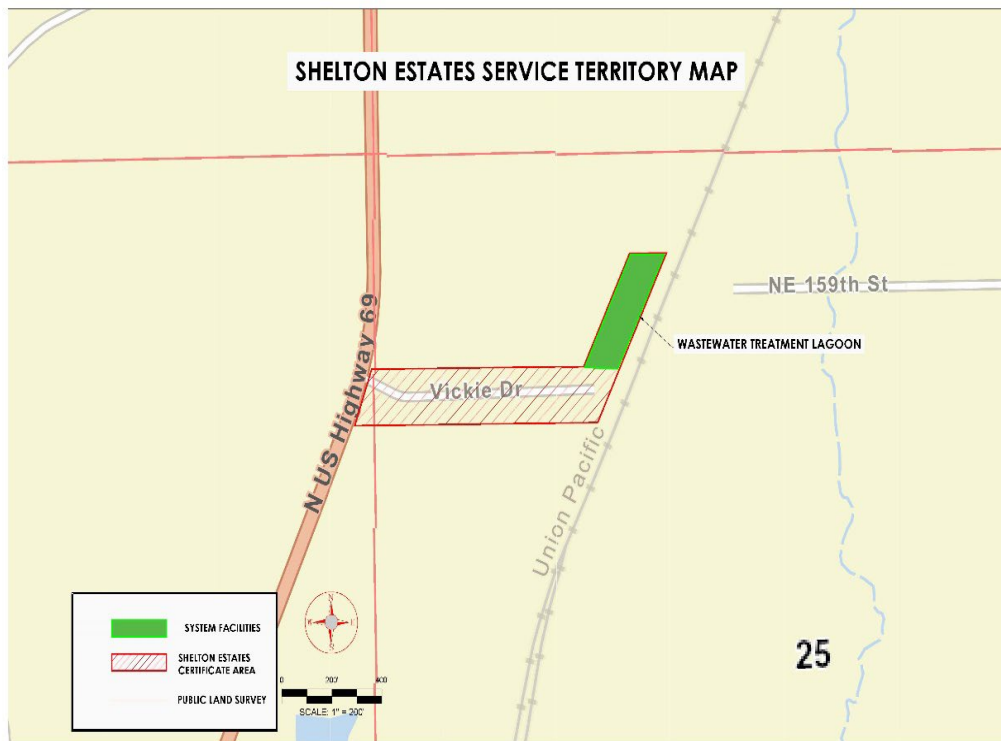 SHELTON ESTATES SERVICE TERRITORY MAP
NE 159th St
N US Highway 69
WASTEWATER TREATMENT LAGOON
Vickie Dr
Union Pacific
25
SYSTEM FACILITIES
SHELTON ESTATES
CERTIFICATE AREA
PUBLIC LAND SURVEY
N
W
S
0 200' 400
SCALE: 1" = 200'